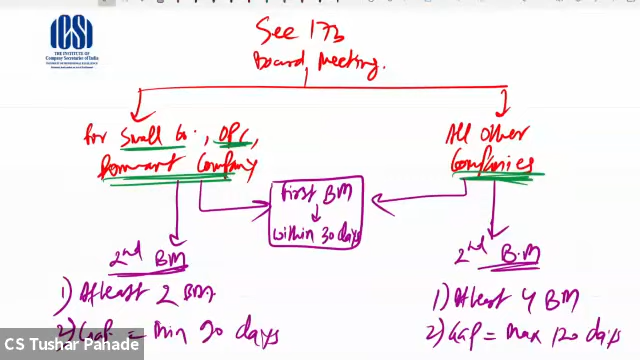 ICSI
THE INSTITUTE OF
Company Secretaries of India
See 173
Board Meeting.
for Small Co., OPC,
Dormant Company
All Other
Companies
First BM
within 30 days
2nd BM
1) Atleast 2 BM
2) Gap = Min 90 days
2nd B.M
1) Atleast 4 BM
2) Gap = Max 120 days
CS Tushar Pahade